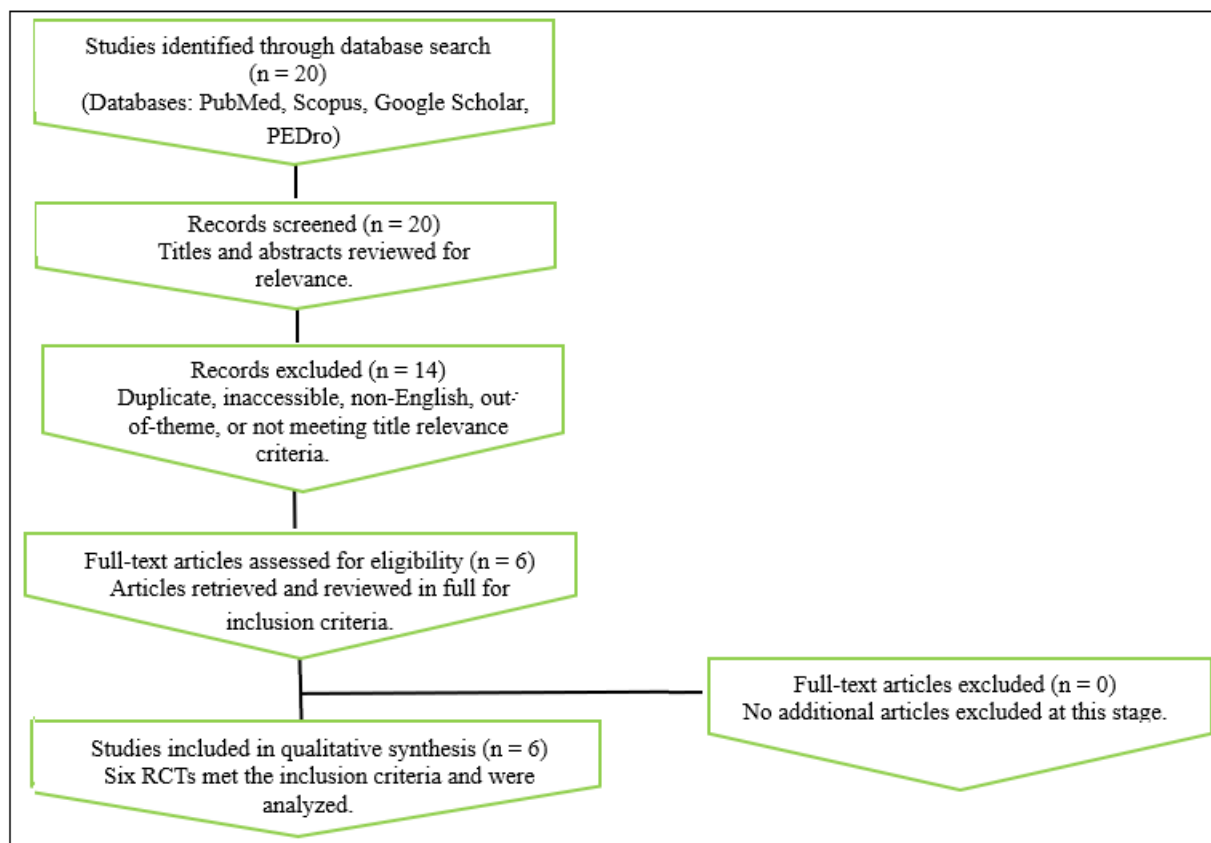 Studies identified through database search
(n = 20)
(Databases: PubMed, Scopus, Google Scholar,
PEDro)
Records screened (n = 20)
Titles and abstracts reviewed for
relevance.
Records excluded (n = 14)
Duplicate, inaccessible, non-English, out-
of-theme, or not meeting title relevance
criteria.
Full-text articles assessed for eligibility (n = 6)
Articles retrieved and reviewed in full for
inclusion criteria.
Full-text articles excluded (n = 0)
No additional articles excluded at this stage.
Studies included in qualitative synthesis (n = 6)
Six RCTs met the inclusion criteria and were
analyzed.